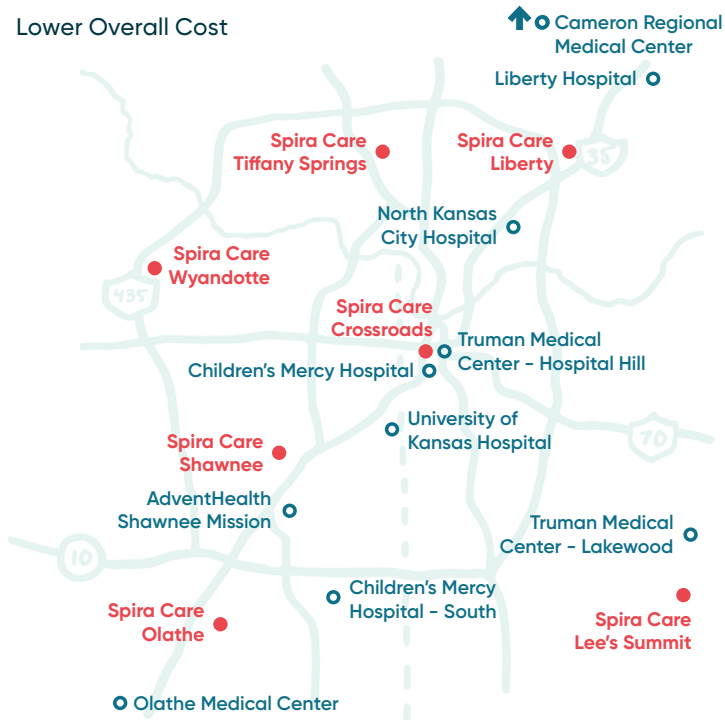 Lower Overall Cost
Cameron Regional
Medical Center
Liberty Hospital
Spira Care
Tiffany Springs
Spira Care
Liberty
35
North Kansas
City Hospital
Spira Care
Wyandotte
435
Spira Care
Crossroads
Truman Medical
Center - Hospital Hill
Children's Mercy Hospital
University of
Kansas Hospital
70
Spira Care
Shawnee
AdventHealth
Shawnee Mission
Truman Medical
Center - Lakewood
10
Children's Mercy
Hospital - South
Spira Care
Olathe
Spira Care
Lee's Summit
Olathe Medical Center